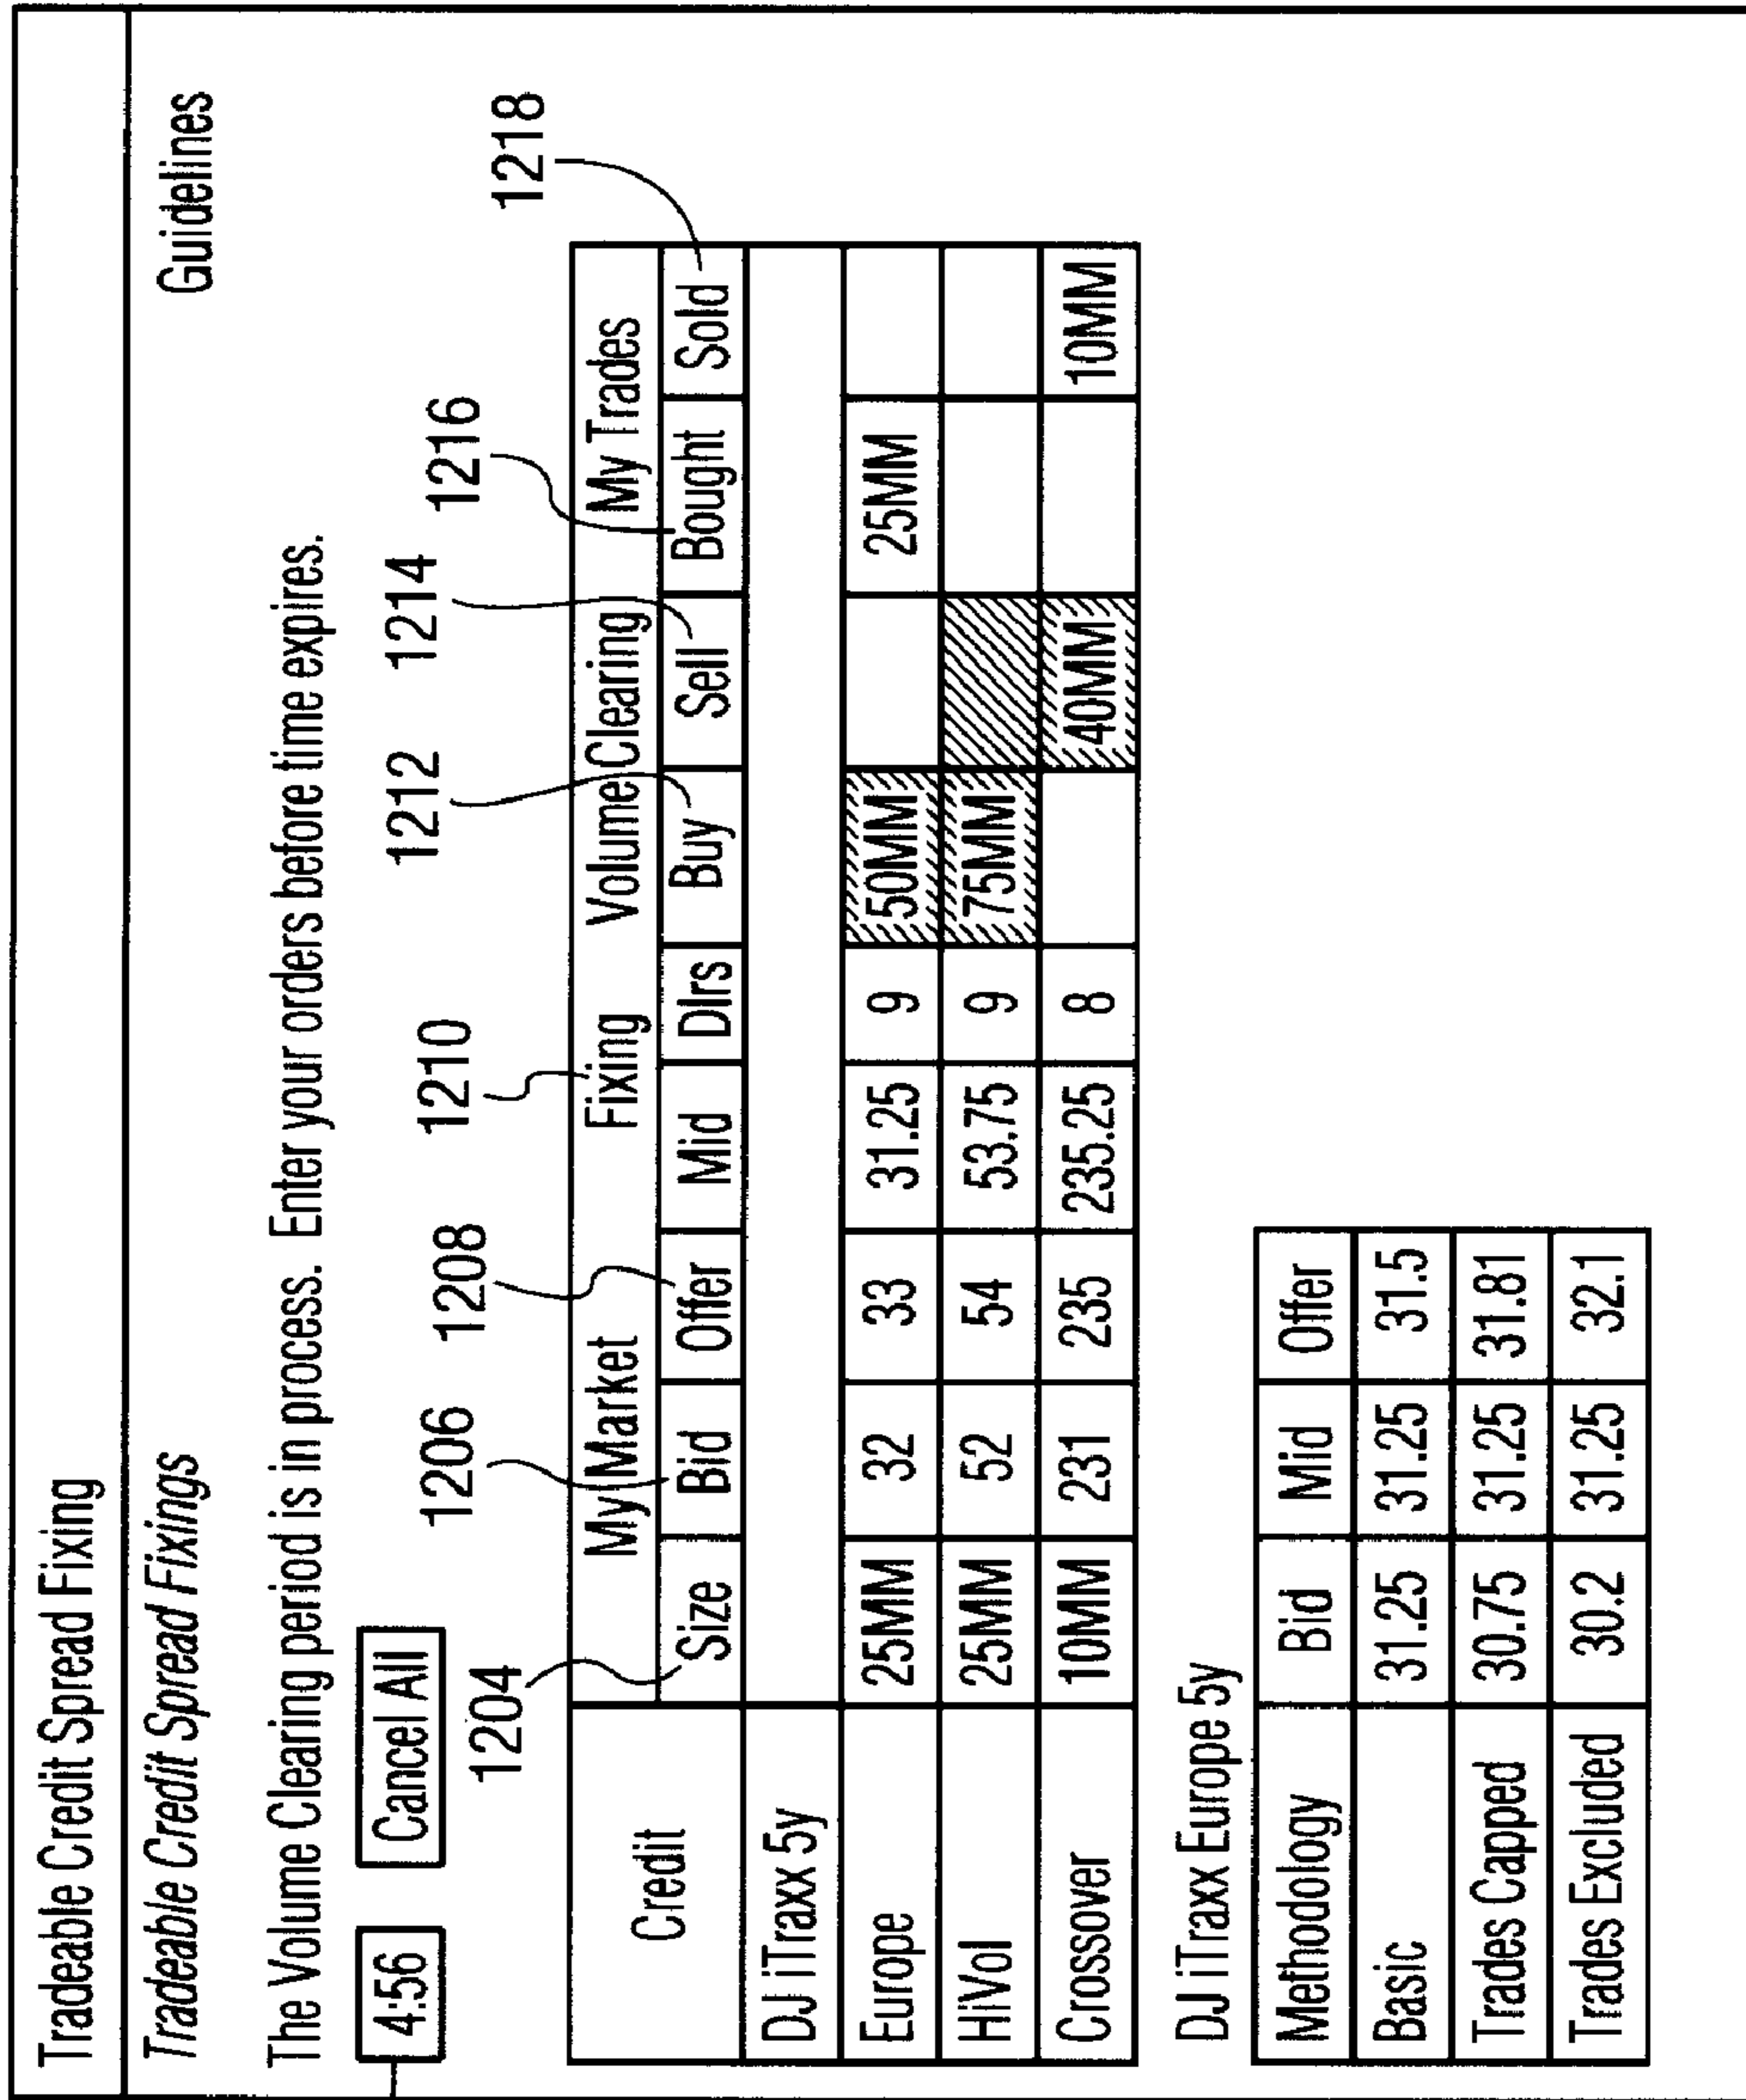 Tradeable Credit Spread Fixing
Tradeable Credit Spread Fixings
Guidelines
The Volume Clearing period is in process. Enter your orders before time expires.
4:56 Cancel All
1204 1206 1208 1210 1212 1214 1216 1218
Credit My Market Fixing Volume Clearing My Trades
Size Bid Offer Mid Dlrs Buy Sell Bought Sold
DJ iTraxx 5y
Europe 25MM 32 33 31.25 9 50MM 25MM
HiVol 25MM 52 54 53.75 9 75MM
Crossover 10MM 231 235 235.25 8 40MM 10MM
DJ iTraxx Europe 5y
Methodology Bid Mid Offer
Basic 31.25 31.25 31.5
Trades Capped 30.75 31.25 31.81
Trades Excluded 30.2 31.25 32.1